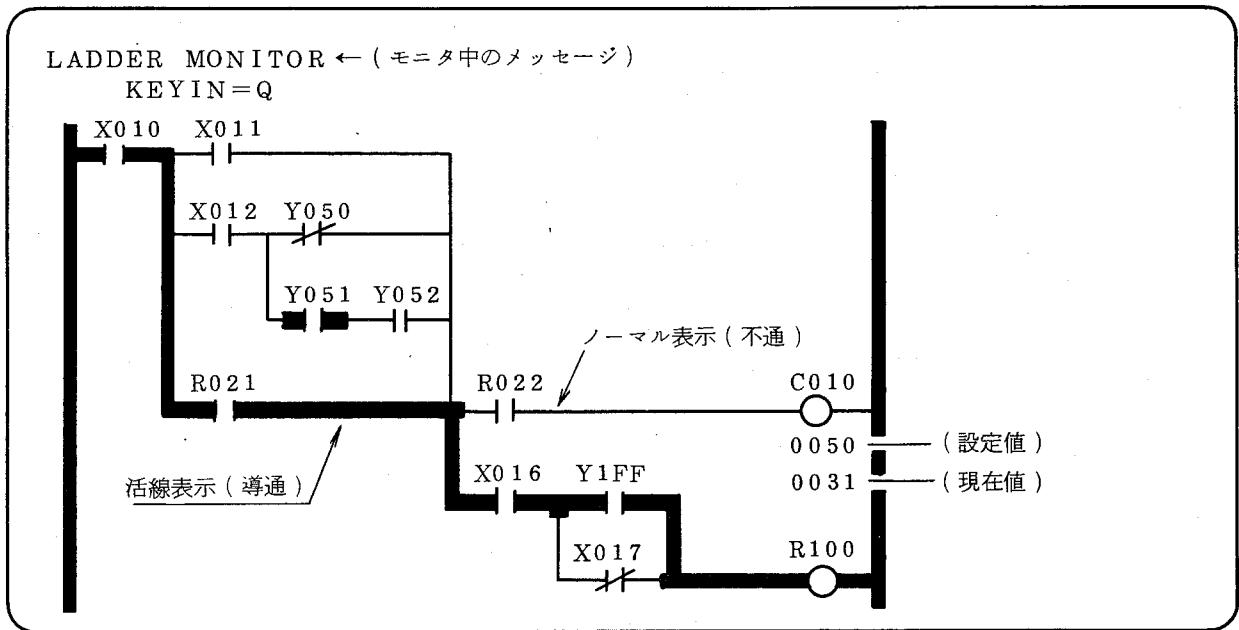 LADDER MONITOR ← ( モニタ中のメッセージ )
KEYIN=Q
X010 X011
X012 Y050
Y051 Y052
ノーマル表示 ( 不通 )
R021 R022 C010
0050 ( 設定値 )
活線表示 ( 導通 ) X016 Y1FF 0031 ( 現在値 )
X017 R100